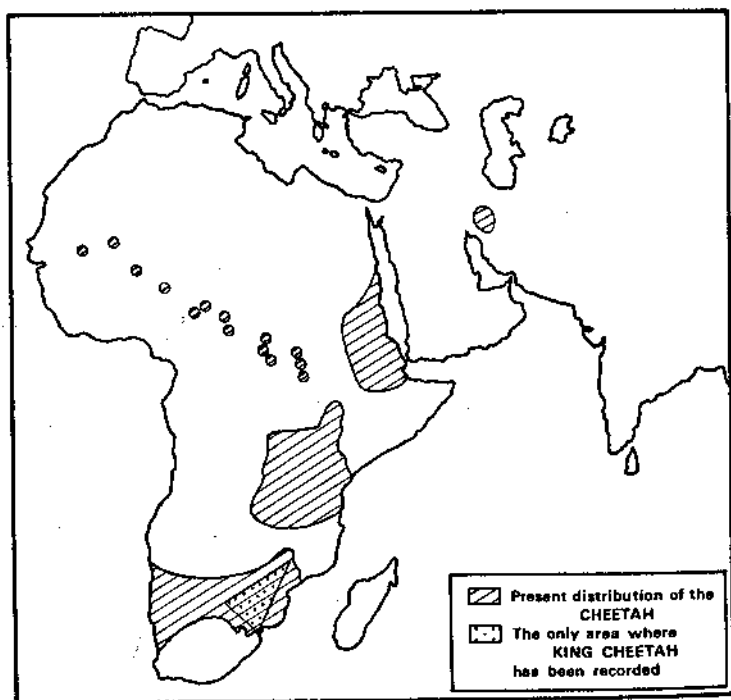 Present distribution of the
CHEETAH
The only area where
KING CHEETAH
has been recorded